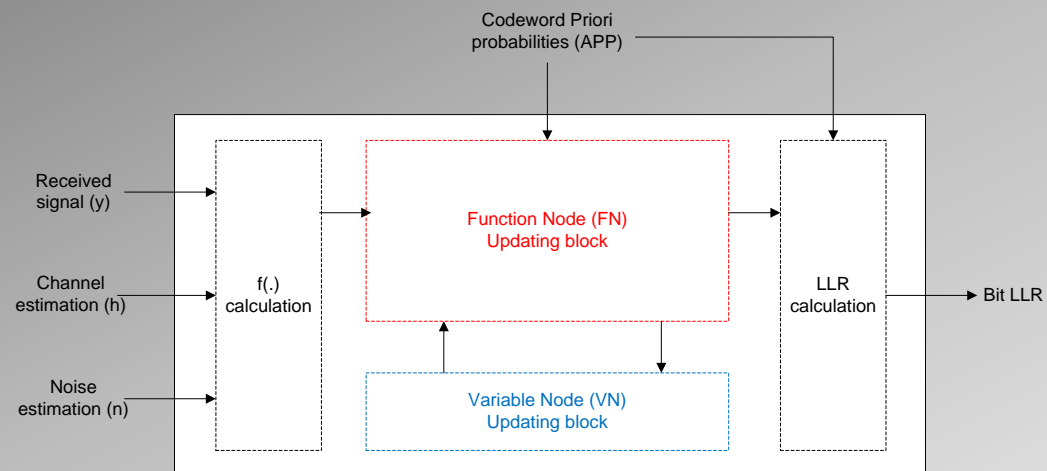 Codeword Priori
probabilities (APP)
Received
signal (y)
Channel
estimation (h)
Noise
estimation (n)
f(.)
calculation
Function Node (FN)
Updating block
Variable Node (VN)
Updating block
LLR
calculation
Bit LLR